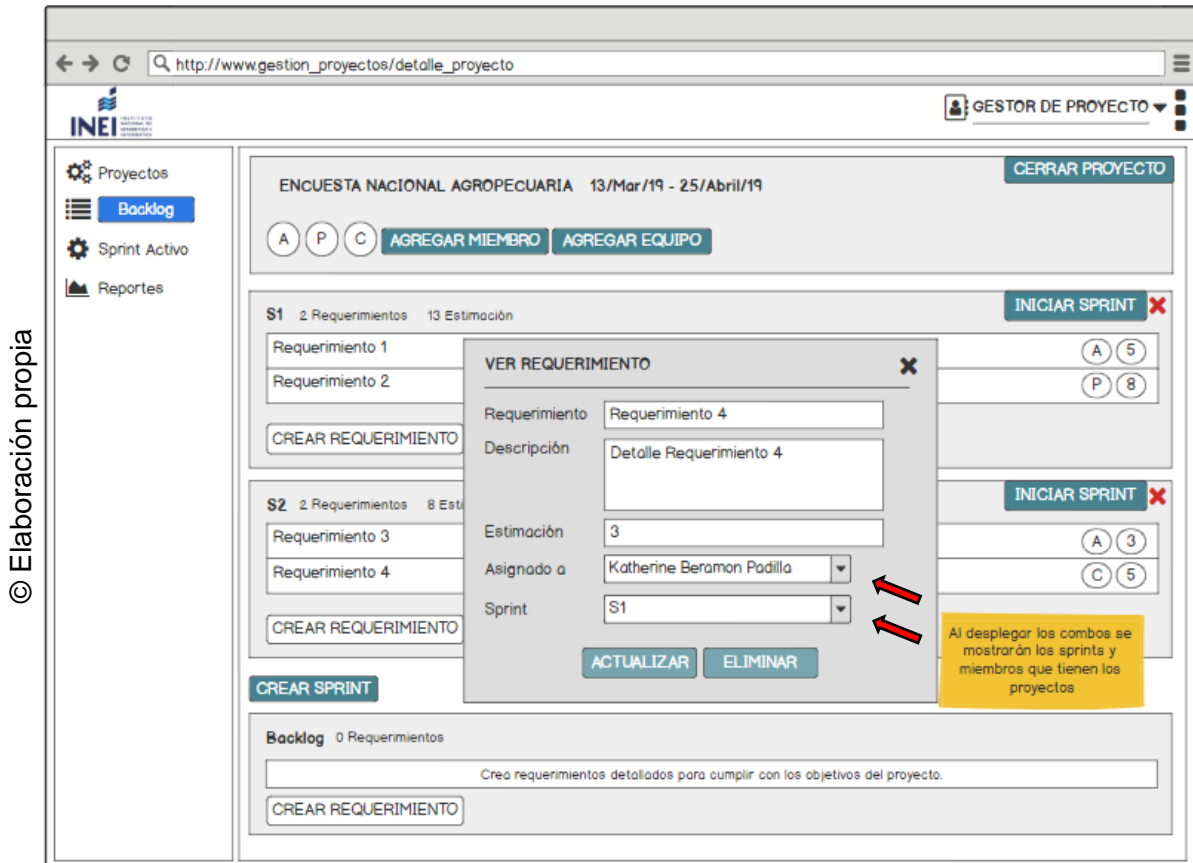 http://www.gestion_proyectos/detalle_proyecto
INEI
INSTITUTO
NACIONAL DE
ESTADÍSTICA E
INFORMÁTICA
GESTOR DE PROYECTO
Proyectos
Backlog
Sprint Activo
Reportes
CERRAR PROYECTO
ENCUESTA NACIONAL AGROPECUARIA 13/Mar/19 - 25/Abril/19
A P C AGREGAR MIEMBRO AGREGAR EQUIPO
S1 2 Requerimientos 13 Estimación INICIAR SPRINT
Requerimiento 1 A 5
Requerimiento 2 P 8
CREAR REQUERIMIENTO
S2 2 Requerimientos 8 Esti INICIAR SPRINT
Requerimiento 3 A 3
Requerimiento 4 C 5
CREAR REQUERIMIENTO
VER REQUERIMIENTO
Requerimiento Requerimiento 4
Descripción Detalle Requerimiento 4
Estimación 3
Asignado a Katherine Beramon Padilla
Sprint S1
ACTUALIZAR ELIMINAR
Al desplegar los combos se
mostrarán los sprints y
miembros que tienen los
proyectos
CREAR SPRINT
Backlog 0 Requerimientos
Crea requerimientos detallados para cumplir con los objetivos del proyecto.
CREAR REQUERIMIENTO
© Elaboración propia